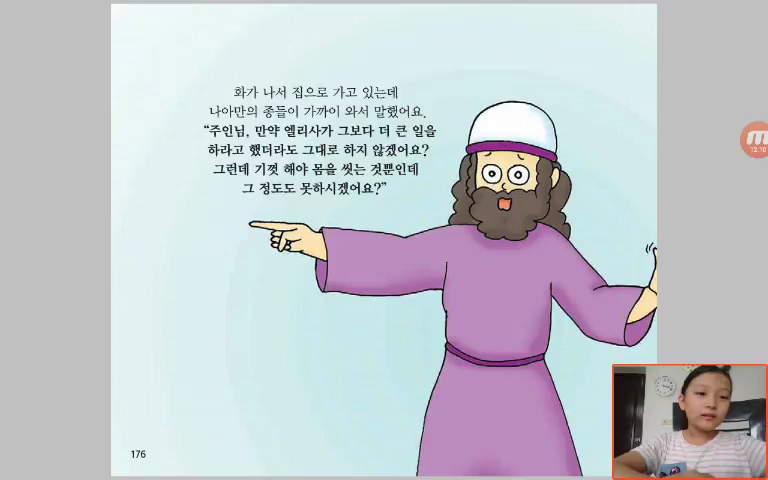 화가 나서 집으로 가고 있는데
나아만의 종들이 가까이 와서 말했어요.
“주인님, 만약 엘리사가 그보다 더 큰 일을
하라고 했더라도 그대로 하지 않겠어요?
그런데 기껏 해야 몸을 씻는 것뿐인데
그 정도도 못하시겠어요?”
176
M
12:18